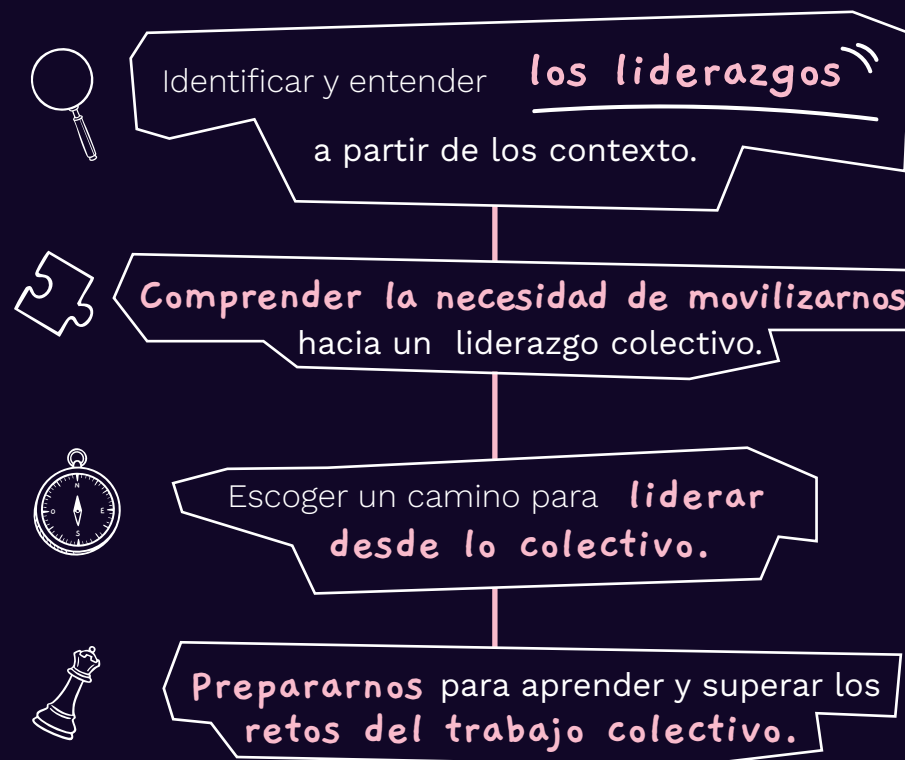 Identificar y entender los liderazgos
a partir de los contexto.
Comprender la necesidad de movilizarnos
hacia un liderazgo colectivo.
N
O E
S
Escoger un camino para liderar
desde lo colectivo.
Prepararnos para aprender y superar los
retos del trabajo colectivo.